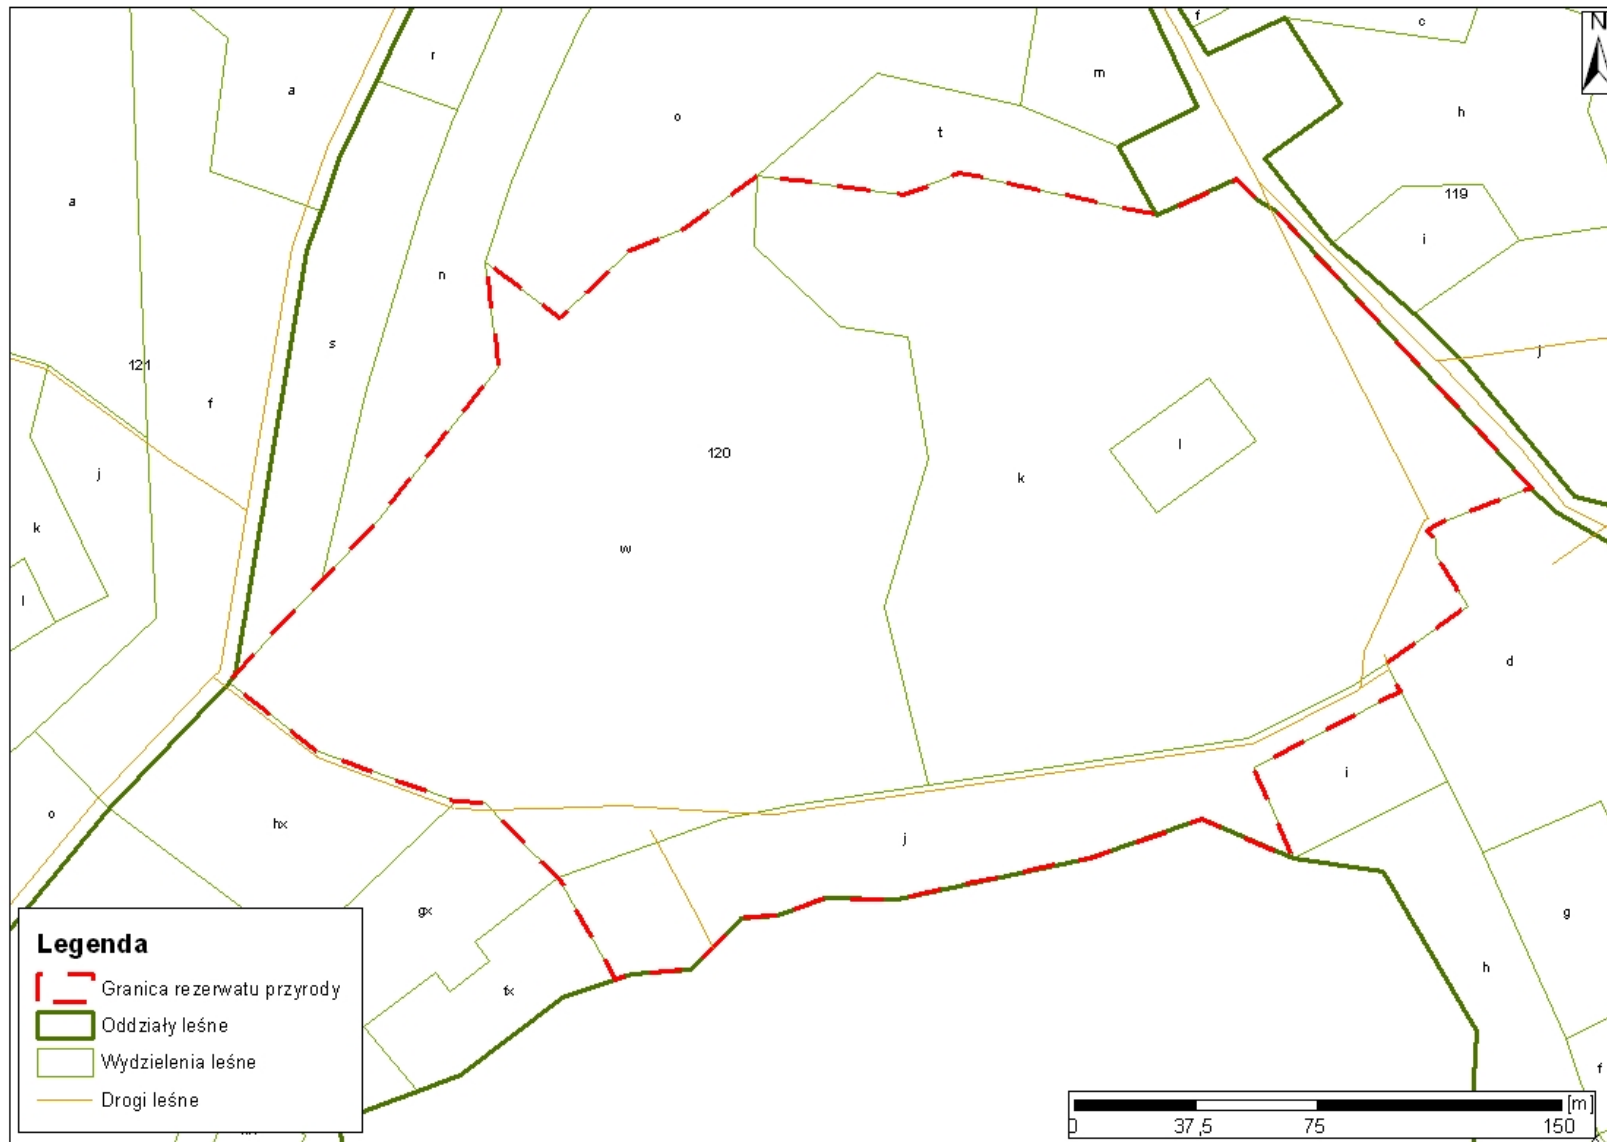 f
c
N
r
m
a
h
o
t
a
119
i
n
s
j
121
f
120
k
l
j
k
w
l
d
i
o
hx
j
gx
g
h
fx
f
Legenda
Granica rezerwatu przyrody
Oddziały leśne
Wydzielenia leśne
Drogi leśne
[m]
0 37,5 75 150